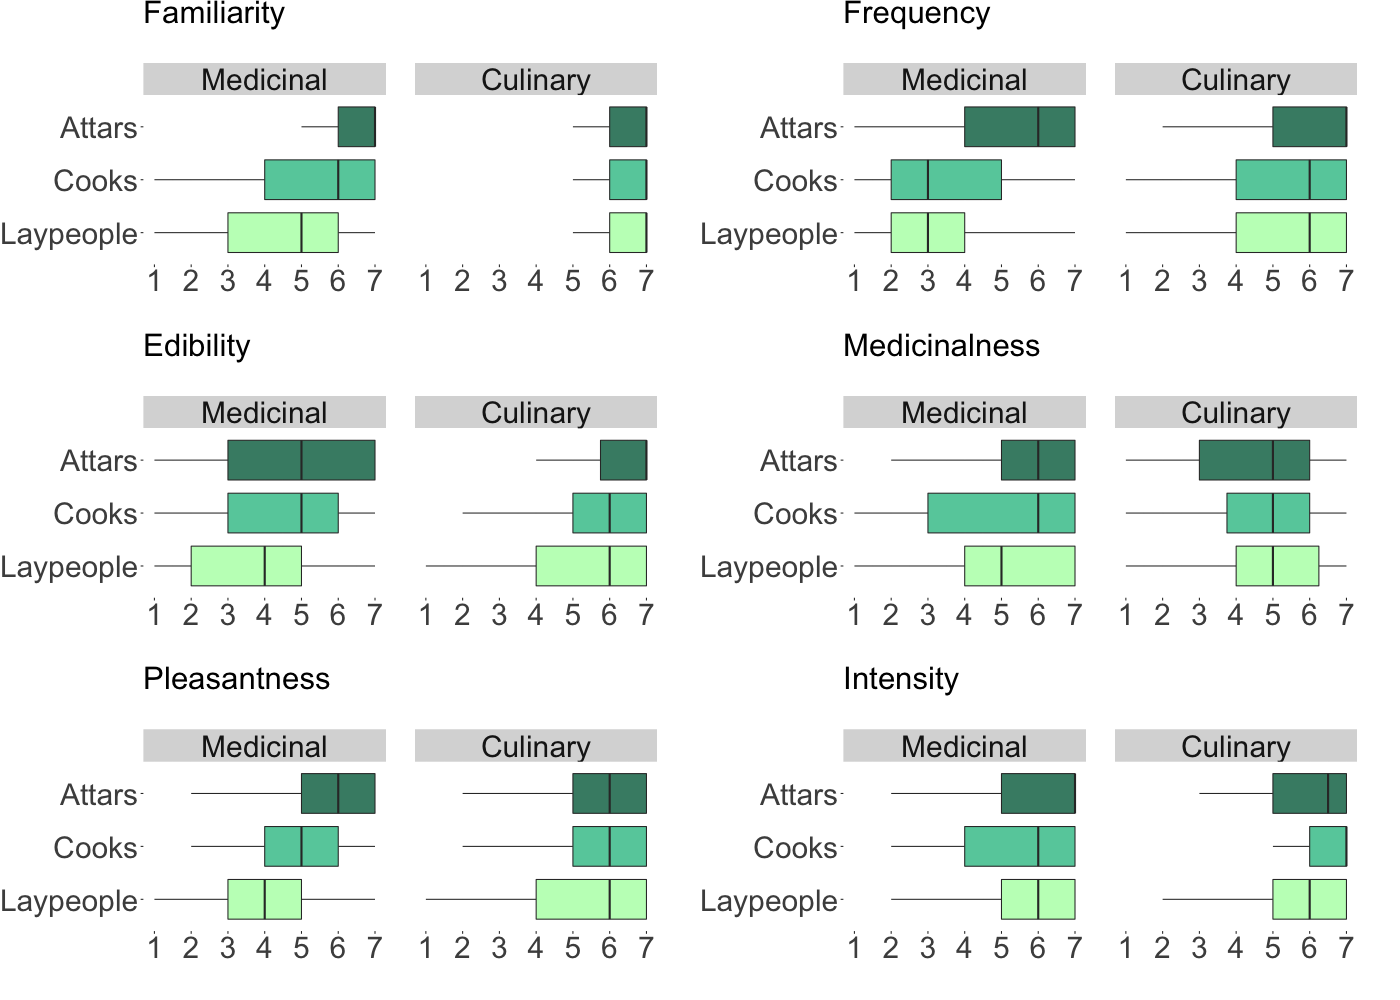 Familiarity Frequency
Medicinal Culinary Medicinal Culinary
Attars Attars
Cooks Cooks
Laypeople Laypeople
1 2 3 4 5 6 7 1 2 3 4 5 6 7 1 2 3 4 5 6 7 1 2 3 4 5 6 7
Edibility Medicinalness
Medicinal Culinary Medicinal Culinary
Attars Attars
Cooks Cooks
Laypeople Laypeople
1 2 3 4 5 6 7 1 2 3 4 5 6 7 1 2 3 4 5 6 7 1 2 3 4 5 6 7
Pleasantness Intensity
Medicinal Culinary Medicinal Culinary
Attars Attars
Cooks Cooks
Laypeople Laypeople
1 2 3 4 5 6 7 1 2 3 4 5 6 7 1 2 3 4 5 6 7 1 2 3 4 5 6 7